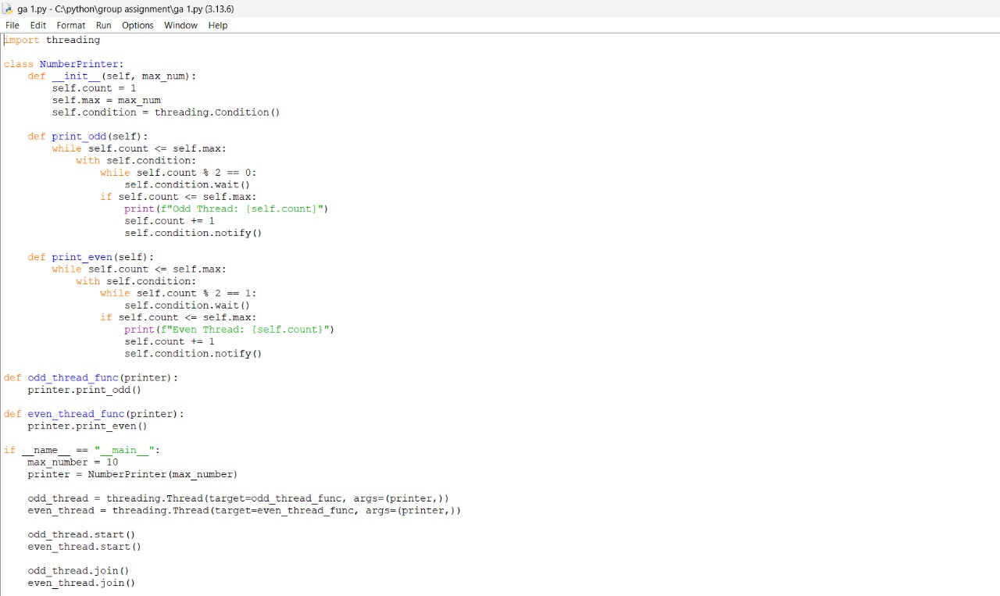 ga 1.py - C:\python\group assignment\ga 1.py (3.13.6)
File Edit Format Run Options Window Help
import threading

class NumberPrinter:
    def __init__(self, max_num):
        self.count = 1
        self.max = max_num
        self.condition = threading.Condition()

    def print_odd(self):
        while self.count <= self.max:
            with self.condition:
                while self.count % 2 == 0:
                    self.condition.wait()
                if self.count <= self.max:
                    print(f"Odd Thread: {self.count}")
                    self.count += 1
                    self.condition.notify()

    def print_even(self):
        while self.count <= self.max:
            with self.condition:
                while self.count % 2 == 1:
                    self.condition.wait()
                if self.count <= self.max:
                    print(f"Even Thread: {self.count}")
                    self.count += 1
                    self.condition.notify()

def odd_thread_func(printer):
    printer.print_odd()

def even_thread_func(printer):
    printer.print_even()

if __name__ == "__main__":
    max_number = 10
    printer = NumberPrinter(max_number)

    odd_thread = threading.Thread(target=odd_thread_func, args=(printer,))
    even_thread = threading.Thread(target=even_thread_func, args=(printer,))

    odd_thread.start()
    even_thread.start()

    odd_thread.join()
    even_thread.join()